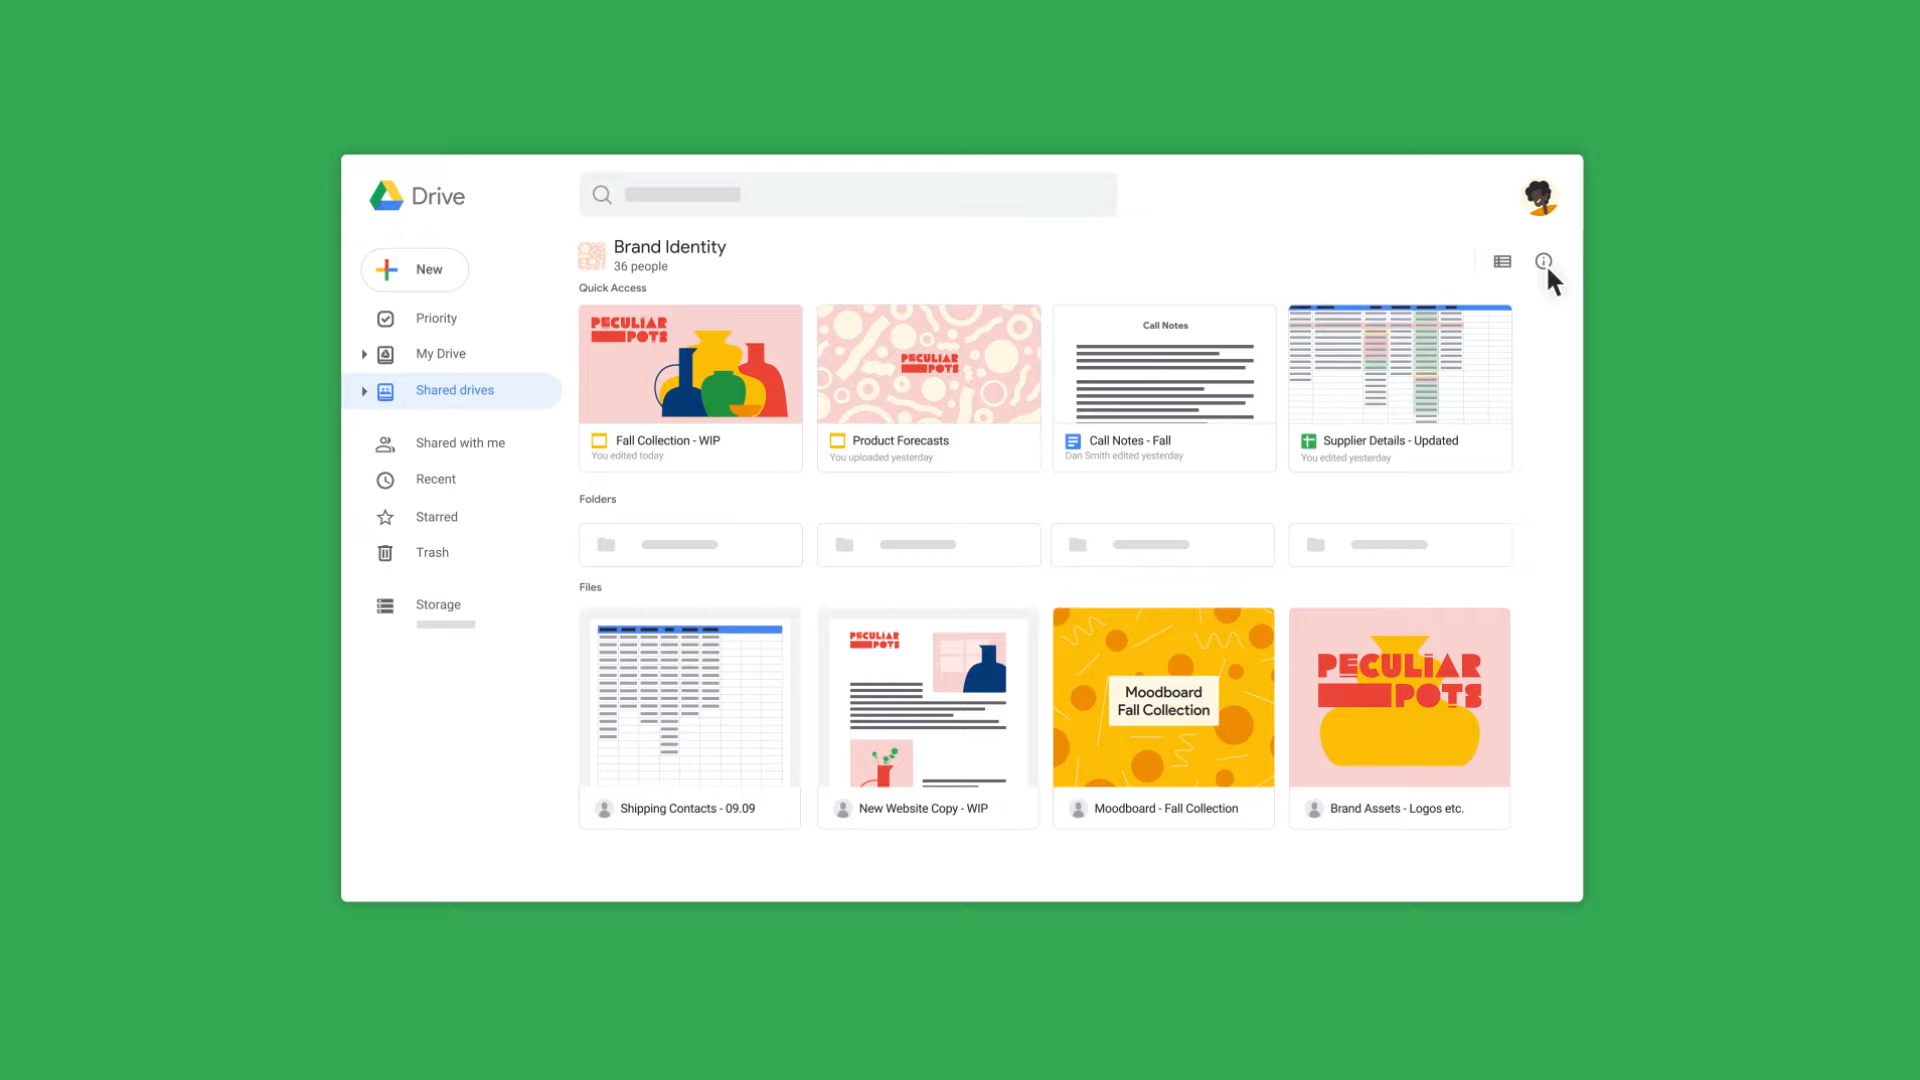 Drive
Brand Identity
36 people
New
Quick Access
Priority
My Drive
Shared drives
Shared with me
Recent
Starred
Trash
Storage
PECULIAR
POTS
Fall Collection - WIP
You edited today
PECULIAR
POTS
Product Forecasts
You uploaded yesterday
Call Notes
Call Notes - Fall
Dan Smith edited yesterday
Supplier Details - Updated
You edited yesterday
Folders
Files
Shipping Contacts - 09.09
PECULIAR
POTS
New Website Copy - WIP
Moodboard
Fall Collection
Moodboard - Fall Collection
PECULIAR
POTS
Brand Assets - Logos etc.